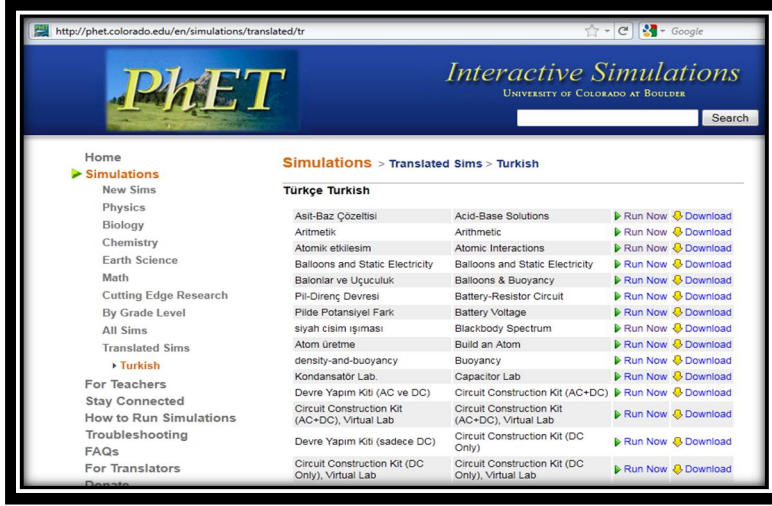 http://phet.colorado.edu/en/simulations/translated/tr
Google
PhET
Interactive Simulations
UNIVERSITY OF COLORADO AT BOULDER
Search
Home
Simulations
New Sims
Physics
Biology
Chemistry
Earth Science
Math
Cutting Edge Research
By Grade Level
All Sims
Translated Sims
Turkish
For Teachers
Stay Connected
How to Run Simulations
Troubleshooting
FAQs
For Translators
Donate
Simulations > Translated Sims > Turkish
Türkçe Turkish
Asit-Baz Çözeltisi Acid-Base Solutions Run Now Download
Aritmetik Arithmetic Run Now Download
Atomik etkilesim Atomic Interactions Run Now Download
Balloons and Static Electricity Balloons and Static Electricity Run Now Download
Balonlar ve Uçuculuk Balloons & Buoyancy Run Now Download
Pil-Direnç Devresi Battery-Resistor Circuit Run Now Download
Pilde Potansiyel Fark Battery Voltage Run Now Download
siyah cisim ışıması Blackbody Spectrum Run Now Download
Atom üretme Build an Atom Run Now Download
density-and-buoyancy Buoyancy Run Now Download
Kondansatör Lab. Capacitor Lab Run Now Download
Devre Yapım Kiti (AC ve DC) Circuit Construction Kit (AC+DC) Run Now Download
Circuit Construction Kit Circuit Construction Kit
(AC+DC), Virtual Lab (AC+DC), Virtual Lab Run Now Download
Devre Yapım Kiti (sadece DC) Circuit Construction Kit (DC
Only) Run Now Download
Circuit Construction Kit (DC Circuit Construction Kit (DC
Only), Virtual Lab Only), Virtual Lab Run Now Download